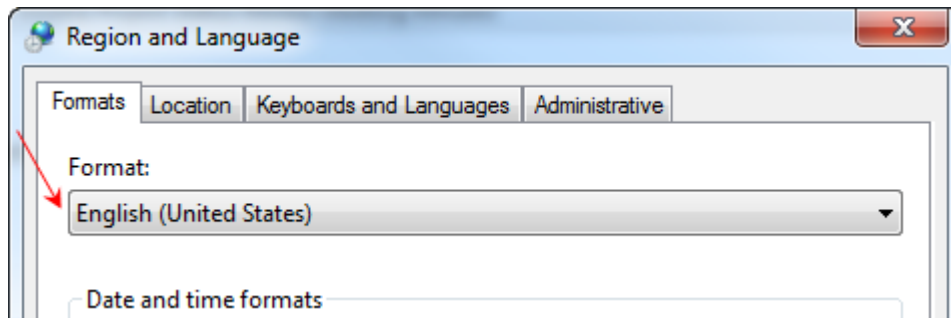 Region and Language
Formats Location Keyboards and Languages Administrative
Format:
English (United States)
Date and time formats